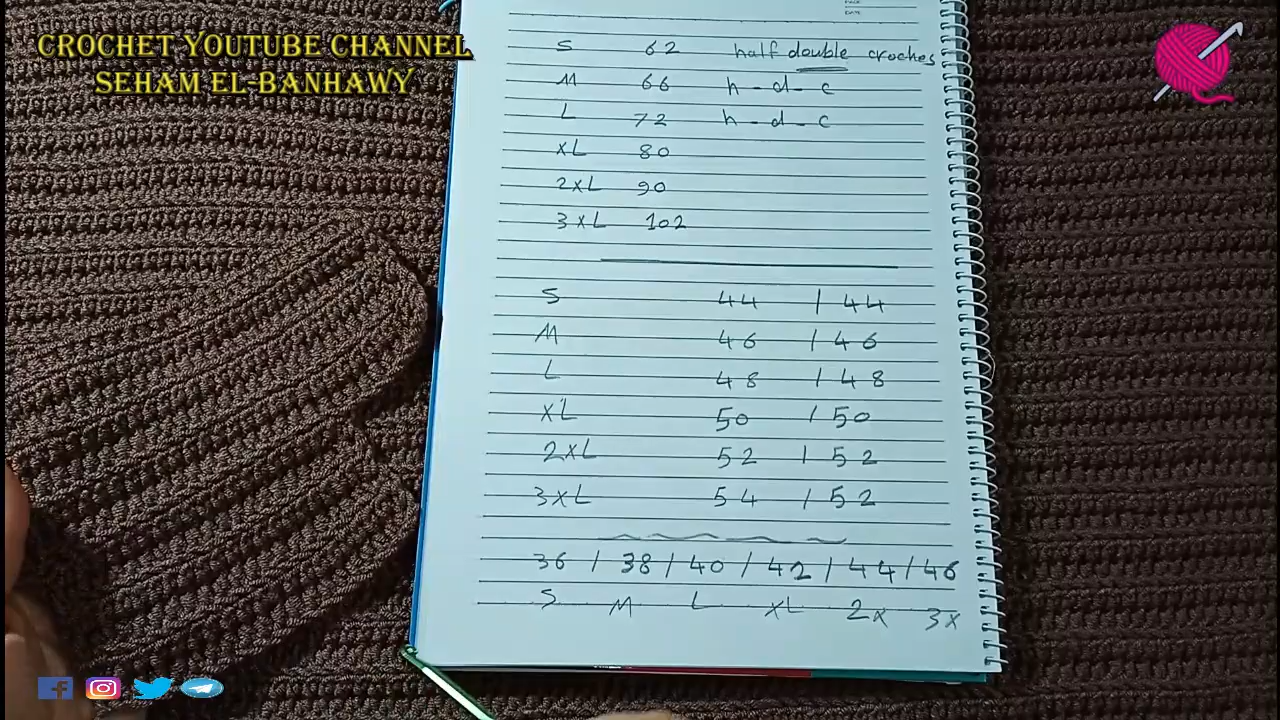 CROCHET YOUTUBE CHANNEL
SEHAM EL-BANHAWY
S 62 half double croches
M 66 h-d-c
L 72 h-d-c
XL 80
2XL 90
3XL 102
S 44 / 44
M 46 / 46
L 48 / 48
XL 50 / 50
2XL 52 / 52
3XL 54 / 52
36 / 38 / 40 / 42 / 44 / 46
S M L XL 2X 3X